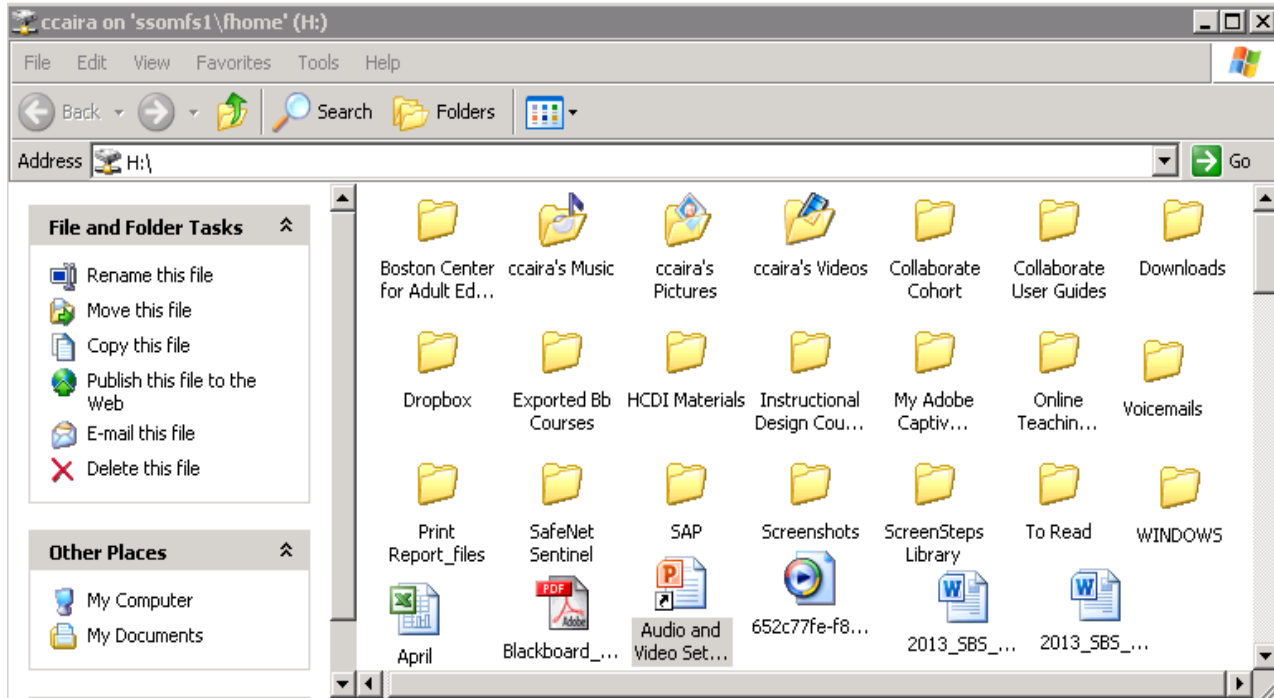 ccaira on 'ssomfs1\fhome' (H:)
File Edit View Favorites Tools Help
Back Search Folders
Address H:\ Go
File and Folder Tasks
Rename this file
Move this file
Copy this file
Publish this file to the
Web
E-mail this file
Delete this file
Other Places
My Computer
My Documents
Boston Center
for Adult Ed...
ccaira's Music
ccaira's
Pictures
ccaira's Videos
Collaborate
Cohort
Collaborate
User Guides
Downloads
Dropbox
Exported Bb
Courses
HCDI Materials
Instructional
Design Cou...
My Adobe
Captiv...
Online
Teachin...
Voicemails
Print
Report_files
SafeNet
Sentinel
SAP
Screenshots
ScreenSteps
Library
To Read
WINDOWS
April
PDF
Adobe
Blackboard_...
P
Audio and
Video Set...
652c77fe-f8...
W
2013_SBS_...
W
2013_SBS_...